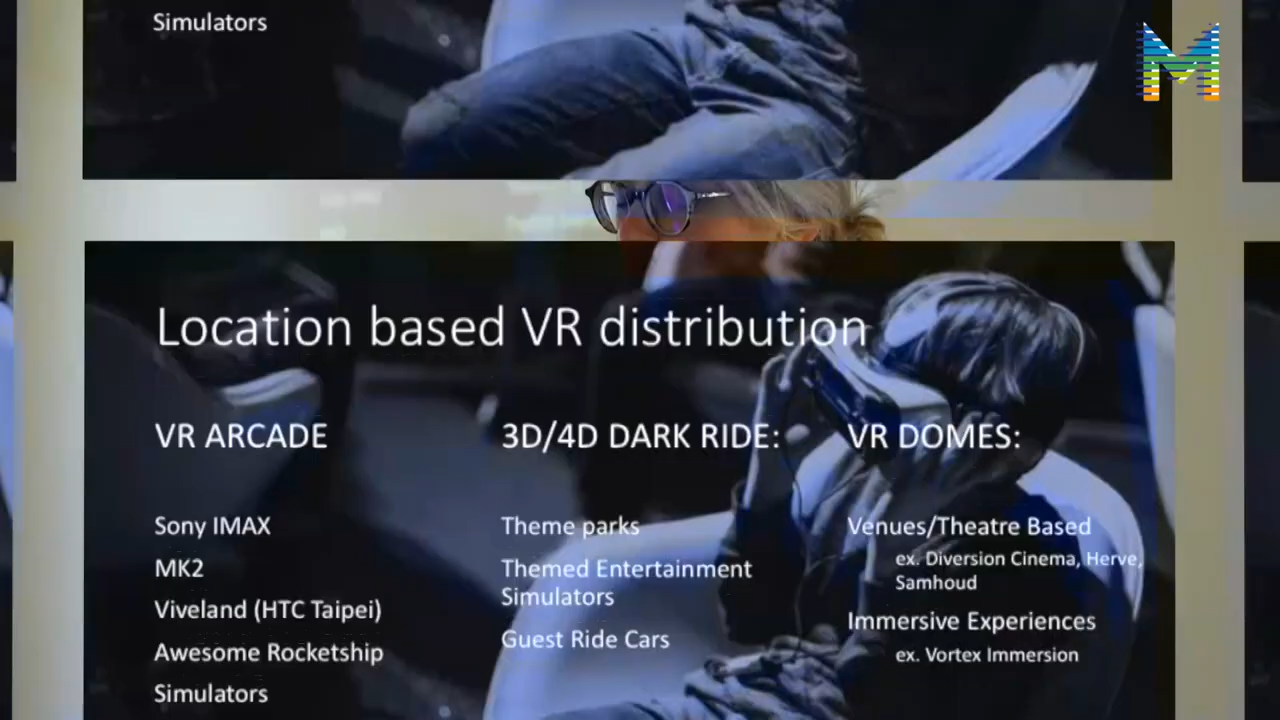 Simulators
M
Location based VR distribution
VR ARCADE
Sony IMAX
MK2
Viveland (HTC Taipei)
Awesome Rocketship
Simulators
3D/4D DARK RIDE:
Theme parks
Themed Entertainment
Simulators
Guest Ride Cars
VR DOMES:
Venues/Theatre Based
ex. Diversion Cinema, Herve,
Samhoud
Immersive Experiences
ex. Vortex Immersion